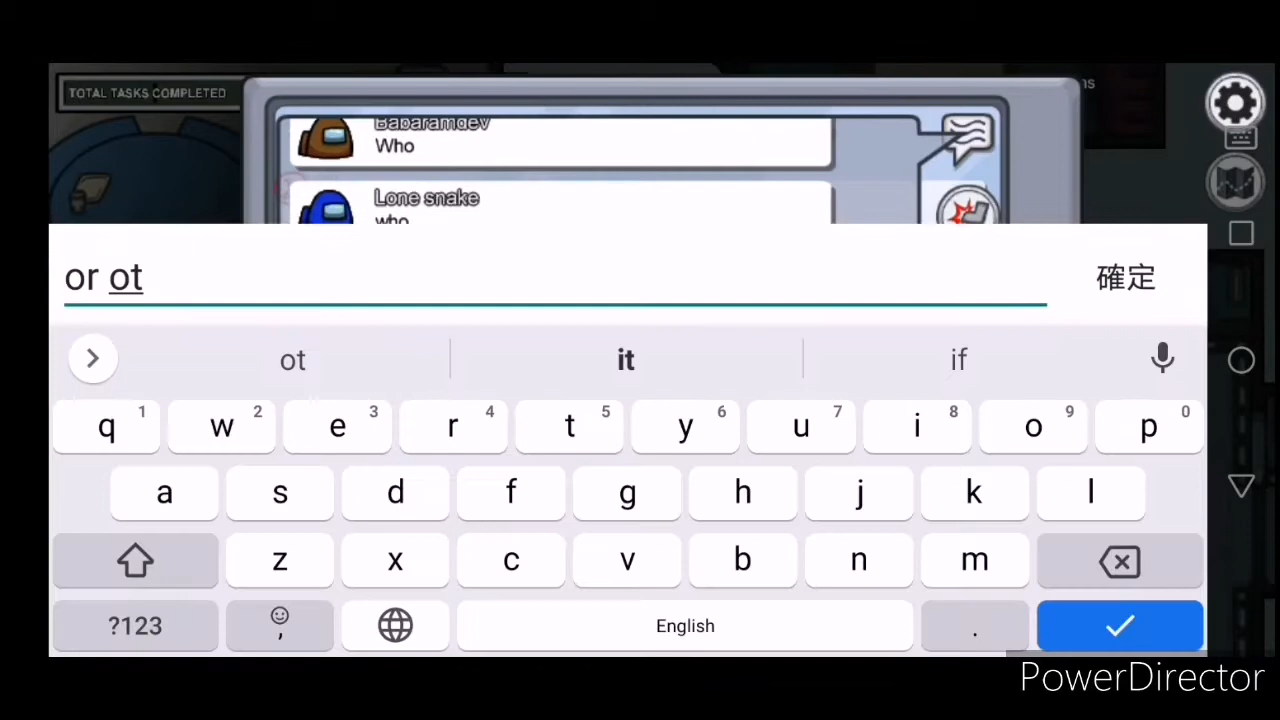 TOTAL TASKS COMPLETED
ns
Babaramdev
Who
Lone snake
who
or ot
確定
ot it if
q 1 w 2 e 3 r 4 t 5 y 6 u 7 i 8 o 9 p 0
a s d f g h j k l
z x c v b n m
?123 , English .
PowerDirector